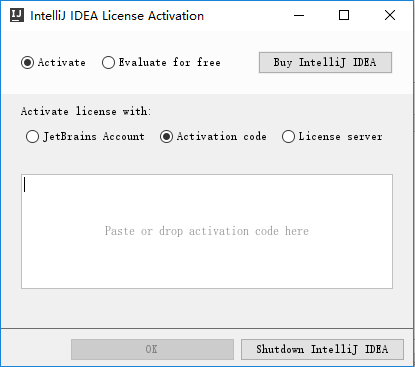 IntelliJ IDEA License Activation
Activate Evaluate for free Buy IntelliJ IDEA
Activate license with:
JetBrains Account Activation code License server
Paste or drop activation code here
OK Shutdown IntelliJ IDEA